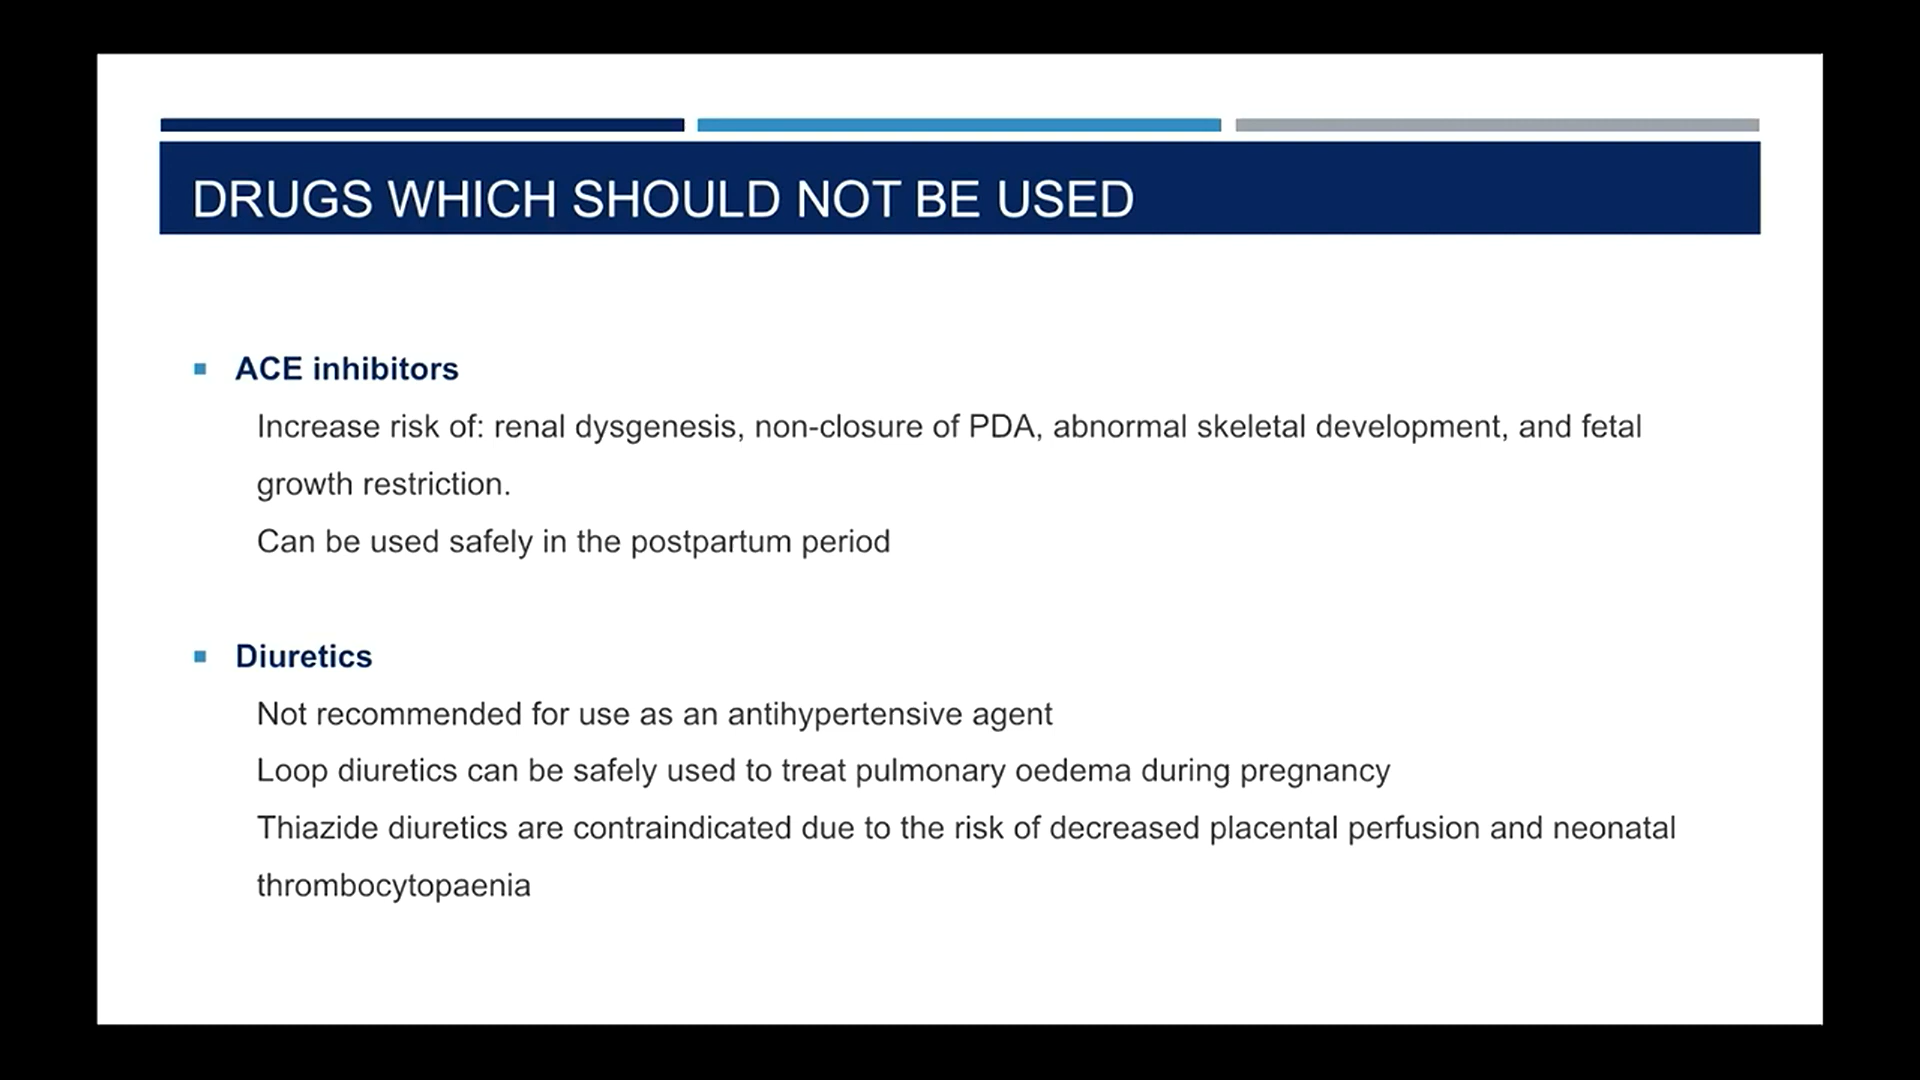 DRUGS WHICH SHOULD NOT BE USED
ACE inhibitors
Increase risk of: renal dysgenesis, non-closure of PDA, abnormal skeletal development, and fetal
growth restriction.
Can be used safely in the postpartum period
Diuretics
Not recommended for use as an antihypertensive agent
Loop diuretics can be safely used to treat pulmonary oedema during pregnancy
Thiazide diuretics are contraindicated due to the risk of decreased placental perfusion and neonatal
thrombocytopaenia